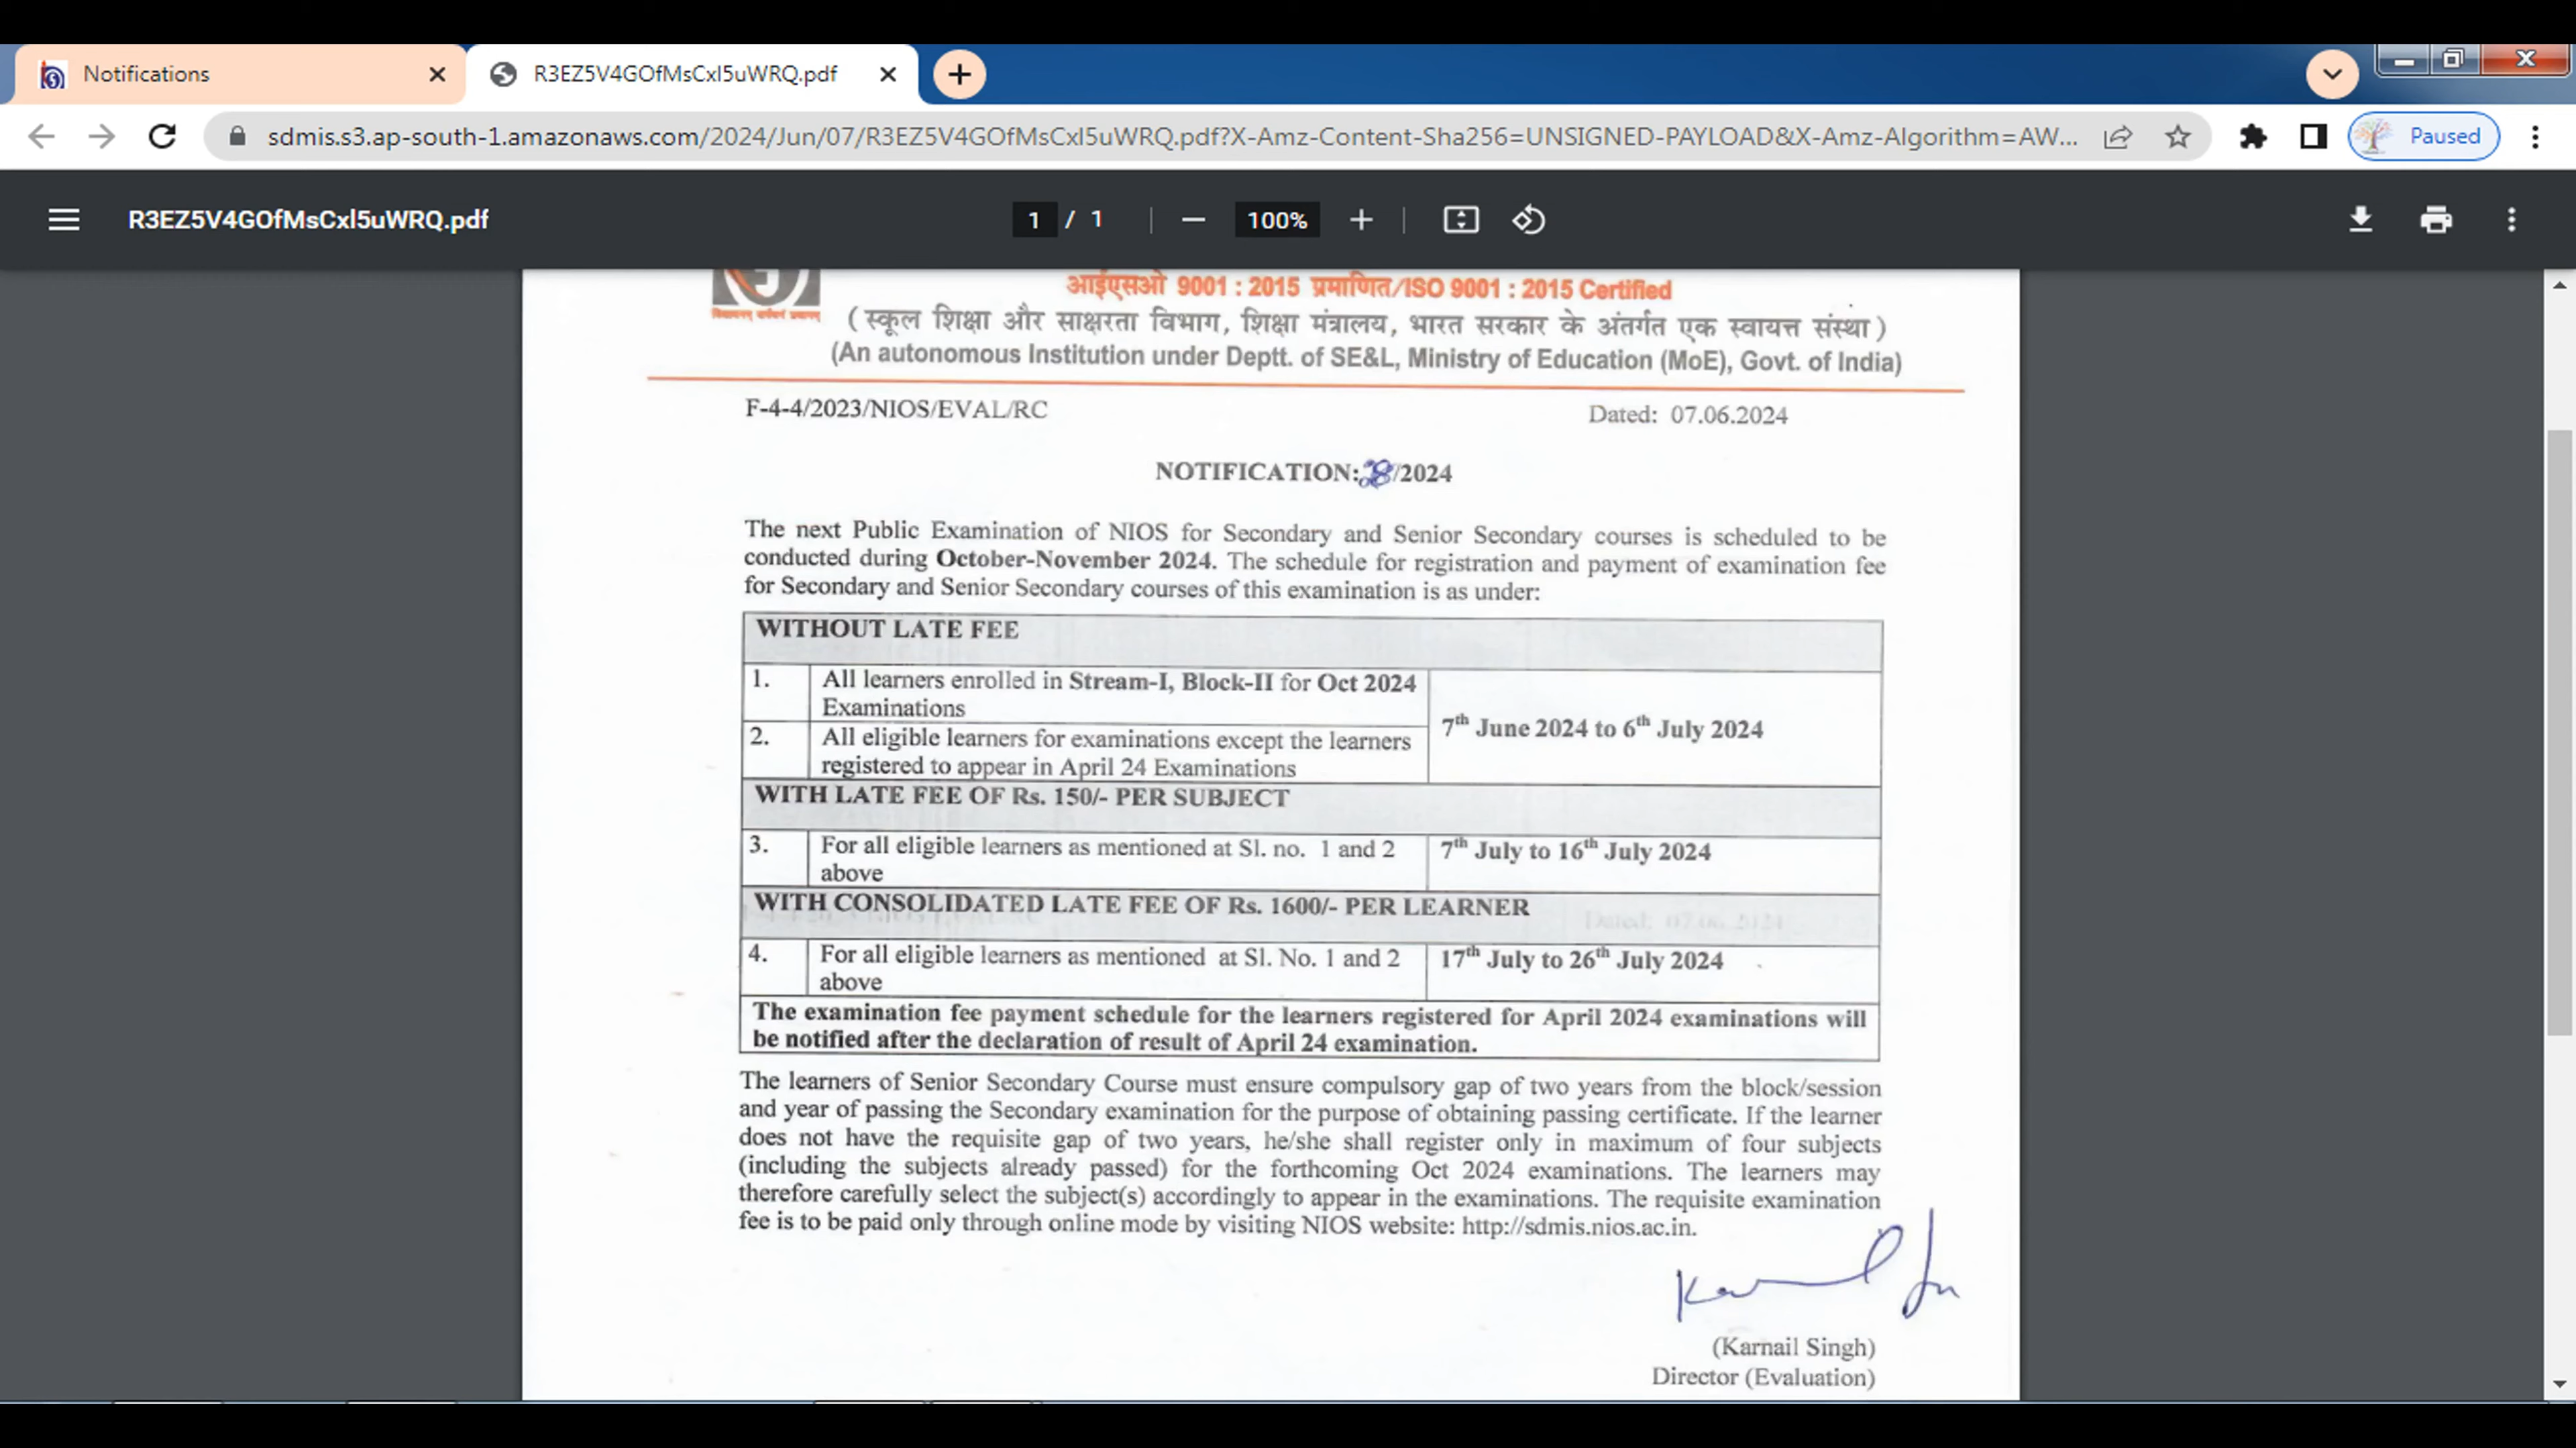 Notifications
R3EZ5V4GOfMsCxl5uWRQ.pdf
sdmis.s3.ap-south-1.amazonaws.com/2024/Jun/07/R3EZ5V4GOfMsCxl5uWRQ.pdf?X-Amz-Content-Sha256=UNSIGNED-PAYLOAD&X-Amz-Algorithm=AW...
Paused
R3EZ5V4GOfMsCxl5uWRQ.pdf
1 / 1
100%
आईएसओ 9001 : 2015 प्रमाणित/ISO 9001 : 2015 Certified
( स्कूल शिक्षा और साक्षरता विभाग, शिक्षा मंत्रालय, भारत सरकार के अंतर्गत एक स्वायत्त संस्था )
(An autonomous Institution under Deptt. of SE&L, Ministry of Education (MoE), Govt. of India)
F-4-4/2023/NIOS/EVAL/RC
Dated: 07.06.2024
NOTIFICATION:28/2024
The next Public Examination of NIOS for Secondary and Senior Secondary courses is scheduled to be
conducted during October-November 2024. The schedule for registration and payment of examination fee
for Secondary and Senior Secondary courses of this examination is as under:
WITHOUT LATE FEE
1. All learners enrolled in Stream-I, Block-II for Oct 2024
Examinations
7th June 2024 to 6th July 2024
2. All eligible learners for examinations except the learners
registered to appear in April 24 Examinations
WITH LATE FEE OF Rs. 150/- PER SUBJECT
3. For all eligible learners as mentioned at Sl. no. 1 and 2
above
7th July to 16th July 2024
WITH CONSOLIDATED LATE FEE OF Rs. 1600/- PER LEARNER
Dated: 07.06.2024
4. For all eligible learners as mentioned at Sl. No. 1 and 2
above
17th July to 26th July 2024
The examination fee payment schedule for the learners registered for April 2024 examinations will
be notified after the declaration of result of April 24 examination.
The learners of Senior Secondary Course must ensure compulsory gap of two years from the block/session
and year of passing the Secondary examination for the purpose of obtaining passing certificate. If the learner
does not have the requisite gap of two years, he/she shall register only in maximum of four subjects
(including the subjects already passed) for the forthcoming Oct 2024 examinations. The learners may
therefore carefully select the subject(s) accordingly to appear in the examinations. The requisite examination
fee is to be paid only through online mode by visiting NIOS website: http://sdmis.nios.ac.in.
(Karnail Singh)
Director (Evaluation)